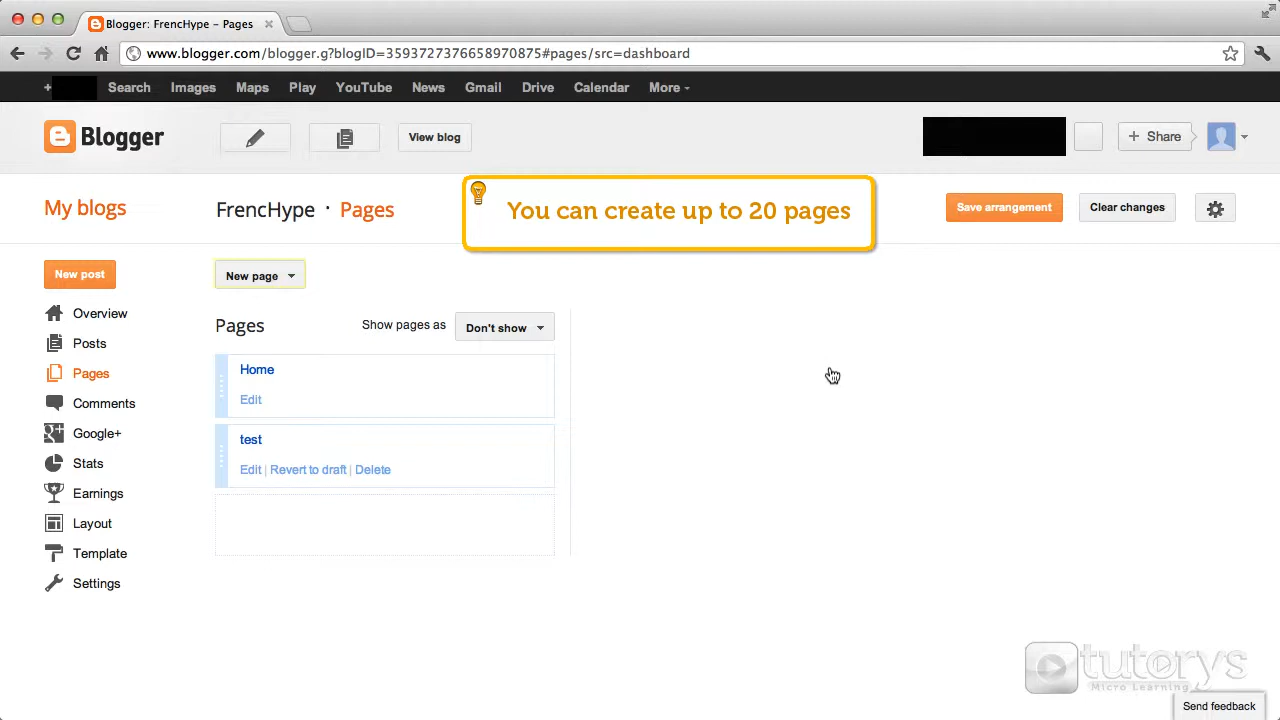 Blogger: FrencHype – Pages
www.blogger.com/blogger.g?blogID=3593727376658970875#pages/src=dashboard
+ Search Images Maps Play YouTube News Gmail Drive Calendar More
Blogger View blog + Share
My blogs FrencHype · Pages You can create up to 20 pages Save arrangement Clear changes
New post New page
Overview
Pages Show pages as Don't show
Posts
Home
Pages
Edit
Comments
Google+
test
Stats
Edit | Revert to draft | Delete
Earnings
Layout
Template
Settings
tutorys
Micro Learning
Send feedback